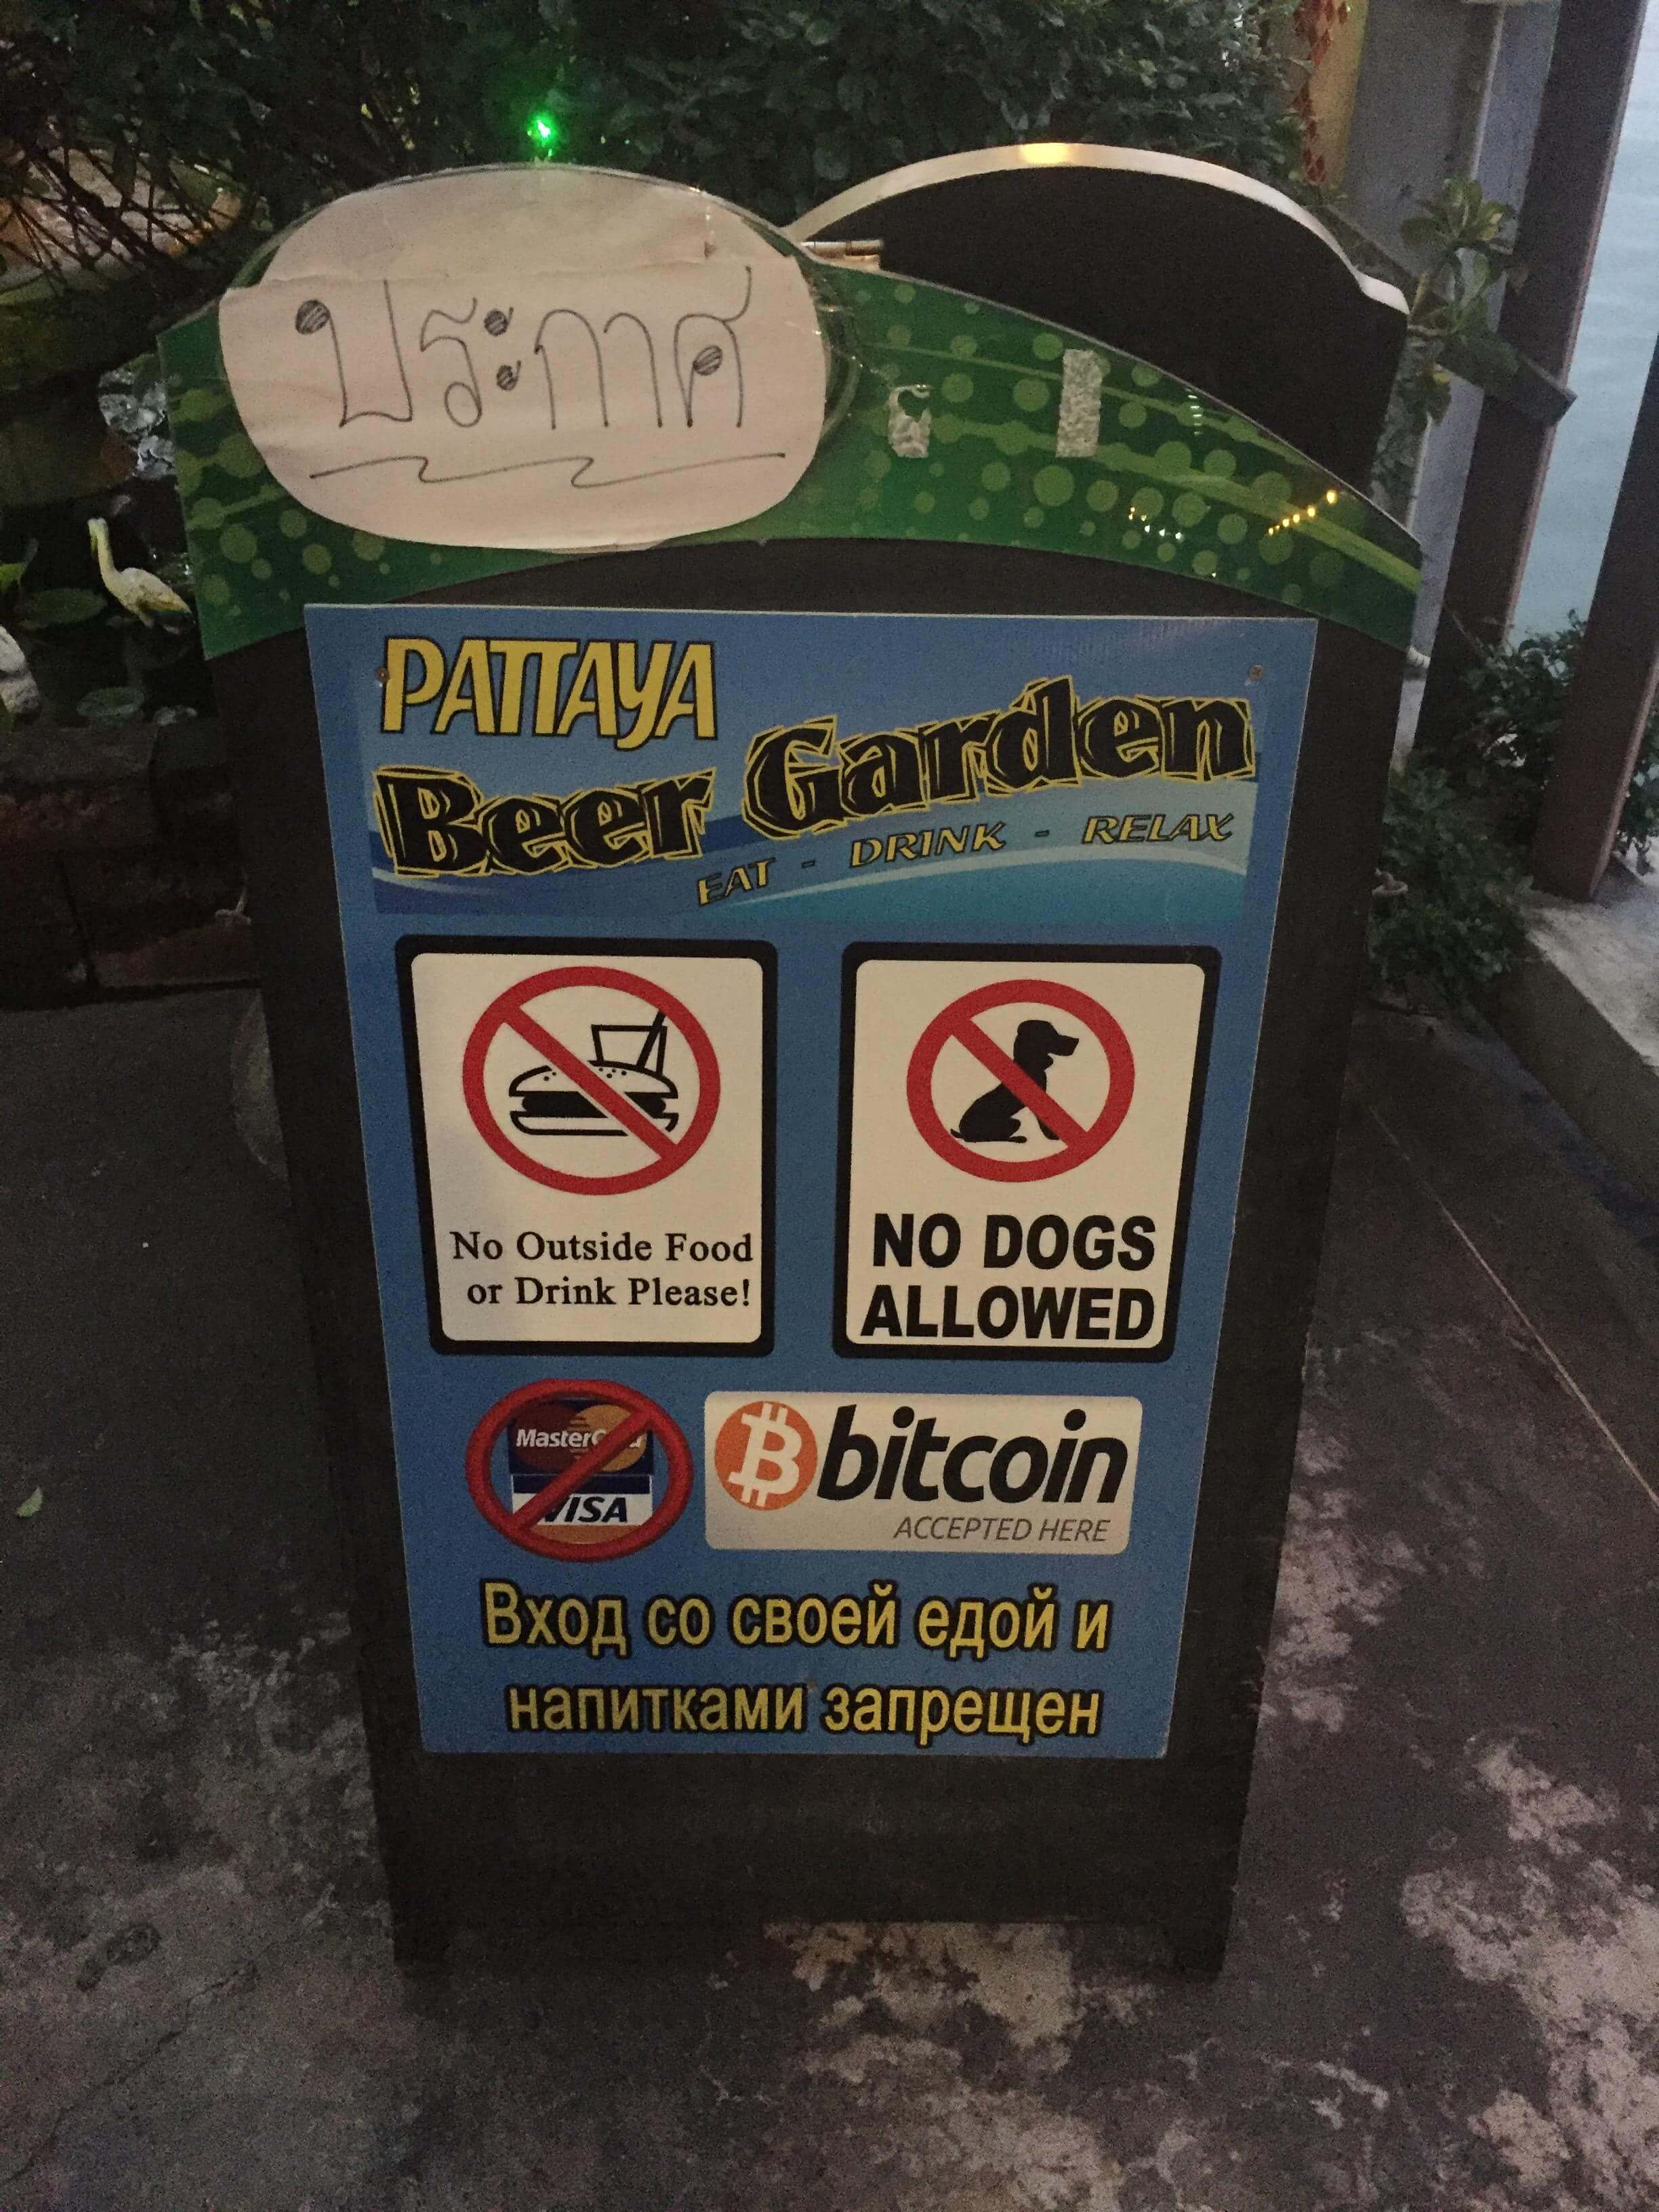 ประกาศ
PATTAYA
Beer Garden
EAT - DRINK - RELAX
No Outside Food
or Drink Please!
NO DOGS
ALLOWED
MasterCard
VISA
bitcoin
ACCEPTED HERE
Вход со своей едой и
напитками запрещен